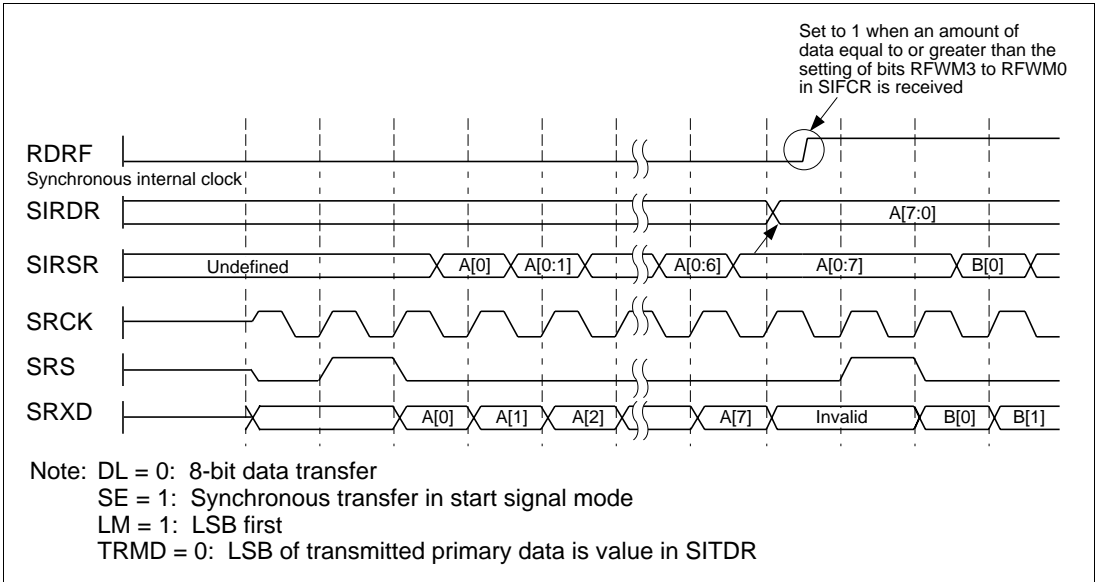 Set to 1 when an amount of
data equal to or greater than the
setting of bits RFWM3 to RFWM0
in SIFCR is received
RDRF
Synchronous internal clock
SIRDR A[7:0]
SIRSR Undefined A[0] A[0:1] A[0:6] A[0:7] B[0]
SRCK
SRS
SRXD A[0] A[1] A[2] A[7] Invalid B[0] B[1]
Note: DL = 0: 8-bit data transfer
SE = 1: Synchronous transfer in start signal mode
LM = 1: LSB first
TRMD = 0: LSB of transmitted primary data is value in SITDR